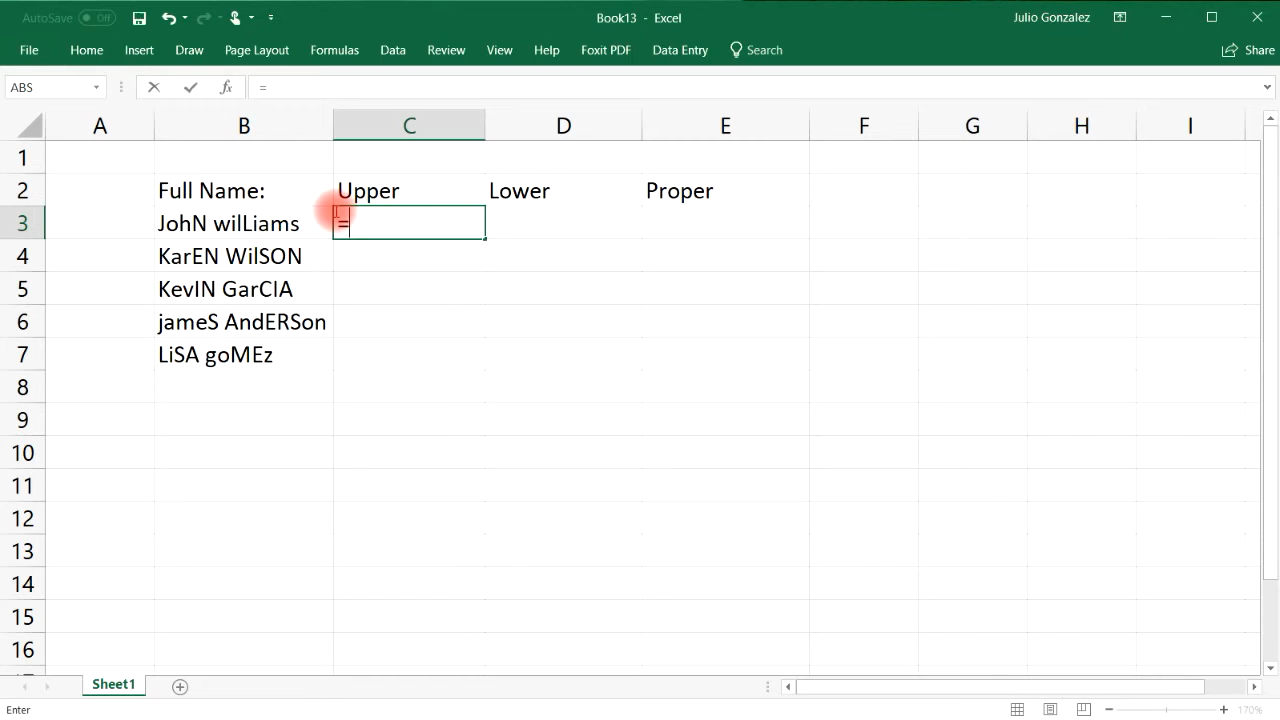 AutoSave Off Book13 - Excel Julio Gonzalez
File Home Insert Draw Page Layout Formulas Data Review View Help Foxit PDF Data Entry Search Share
ABS fx =
A B C D E F G H I
1
2 Full Name: Upper Lower Proper
3 JohN wilLiams =
4 KarEN WilSON
5 KevIN GarCIA
6 jameS AndERSon
7 LiSA goMEz
8
9
10
11
12
13
14
15
16
Sheet1
Enter 170%